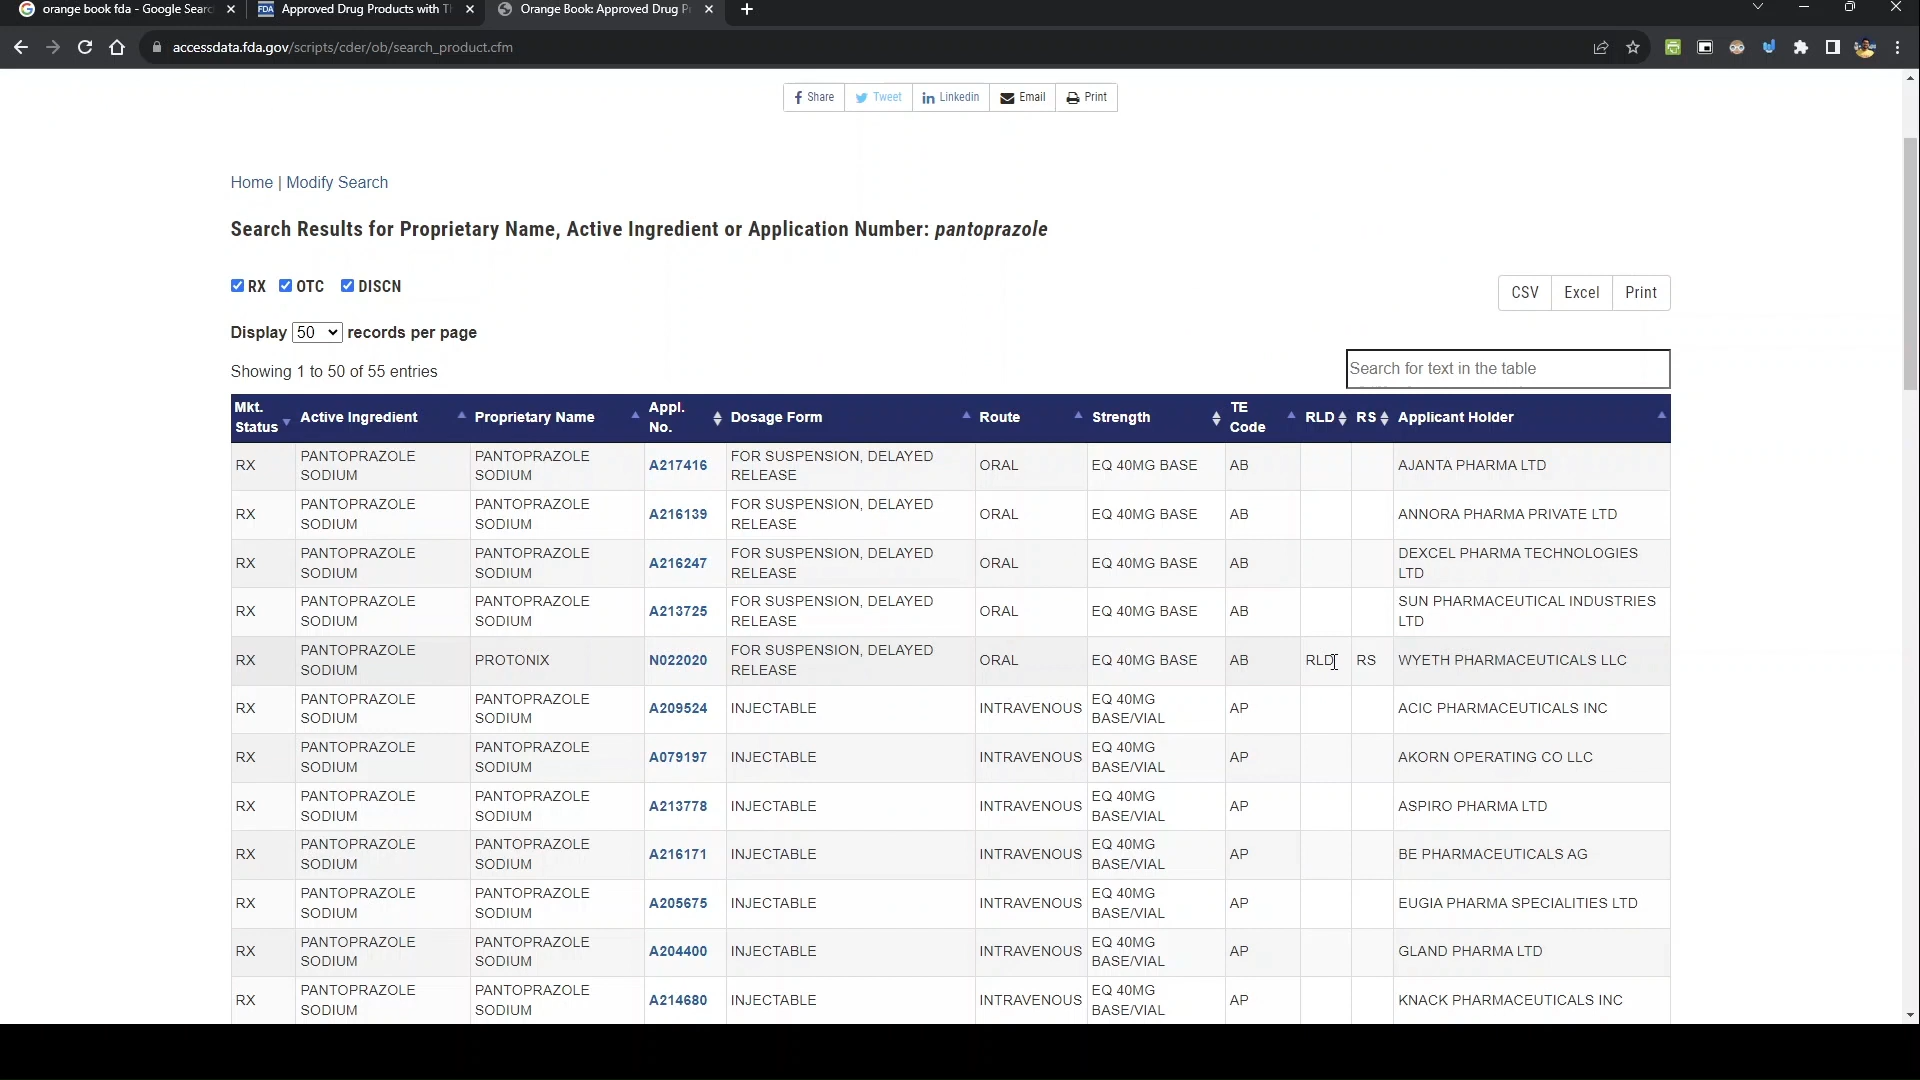 orange book fda - Google Searc
Approved Drug Products with T
Orange Book: Approved Drug P
accessdata.fda.gov/scripts/cder/ob/search_product.cfm
Share Tweet Linkedin Email Print
Home | Modify Search
Search Results for Proprietary Name, Active Ingredient or Application Number: pantoprazole
RX OTC DISCN
CSV Excel Print
Display 50 records per page
Showing 1 to 50 of 55 entries
Search for text in the table
Mkt. Status Active Ingredient Proprietary Name Appl. No. Dosage Form Route Strength TE Code RLD RS Applicant Holder
RX PANTOPRAZOLE SODIUM PANTOPRAZOLE SODIUM A217416 FOR SUSPENSION, DELAYED RELEASE ORAL EQ 40MG BASE AB AJANTA PHARMA LTD
RX PANTOPRAZOLE SODIUM PANTOPRAZOLE SODIUM A216139 FOR SUSPENSION, DELAYED RELEASE ORAL EQ 40MG BASE AB ANNORA PHARMA PRIVATE LTD
RX PANTOPRAZOLE SODIUM PANTOPRAZOLE SODIUM A216247 FOR SUSPENSION, DELAYED RELEASE ORAL EQ 40MG BASE AB DEXCEL PHARMA TECHNOLOGIES LTD
RX PANTOPRAZOLE SODIUM PANTOPRAZOLE SODIUM A213725 FOR SUSPENSION, DELAYED RELEASE ORAL EQ 40MG BASE AB SUN PHARMACEUTICAL INDUSTRIES LTD
RX PANTOPRAZOLE SODIUM PROTONIX N022020 FOR SUSPENSION, DELAYED RELEASE ORAL EQ 40MG BASE AB RLD RS WYETH PHARMACEUTICALS LLC
RX PANTOPRAZOLE SODIUM PANTOPRAZOLE SODIUM A209524 INJECTABLE INTRAVENOUS EQ 40MG BASE/VIAL AP ACIC PHARMACEUTICALS INC
RX PANTOPRAZOLE SODIUM PANTOPRAZOLE SODIUM A079197 INJECTABLE INTRAVENOUS EQ 40MG BASE/VIAL AP AKORN OPERATING CO LLC
RX PANTOPRAZOLE SODIUM PANTOPRAZOLE SODIUM A213778 INJECTABLE INTRAVENOUS EQ 40MG BASE/VIAL AP ASPIRO PHARMA LTD
RX PANTOPRAZOLE SODIUM PANTOPRAZOLE SODIUM A216171 INJECTABLE INTRAVENOUS EQ 40MG BASE/VIAL AP BE PHARMACEUTICALS AG
RX PANTOPRAZOLE SODIUM PANTOPRAZOLE SODIUM A205675 INJECTABLE INTRAVENOUS EQ 40MG BASE/VIAL AP EUGIA PHARMA SPECIALITIES LTD
RX PANTOPRAZOLE SODIUM PANTOPRAZOLE SODIUM A204400 INJECTABLE INTRAVENOUS EQ 40MG BASE/VIAL AP GLAND PHARMA LTD
RX PANTOPRAZOLE SODIUM PANTOPRAZOLE SODIUM A214680 INJECTABLE INTRAVENOUS EQ 40MG BASE/VIAL AP KNACK PHARMACEUTICALS INC